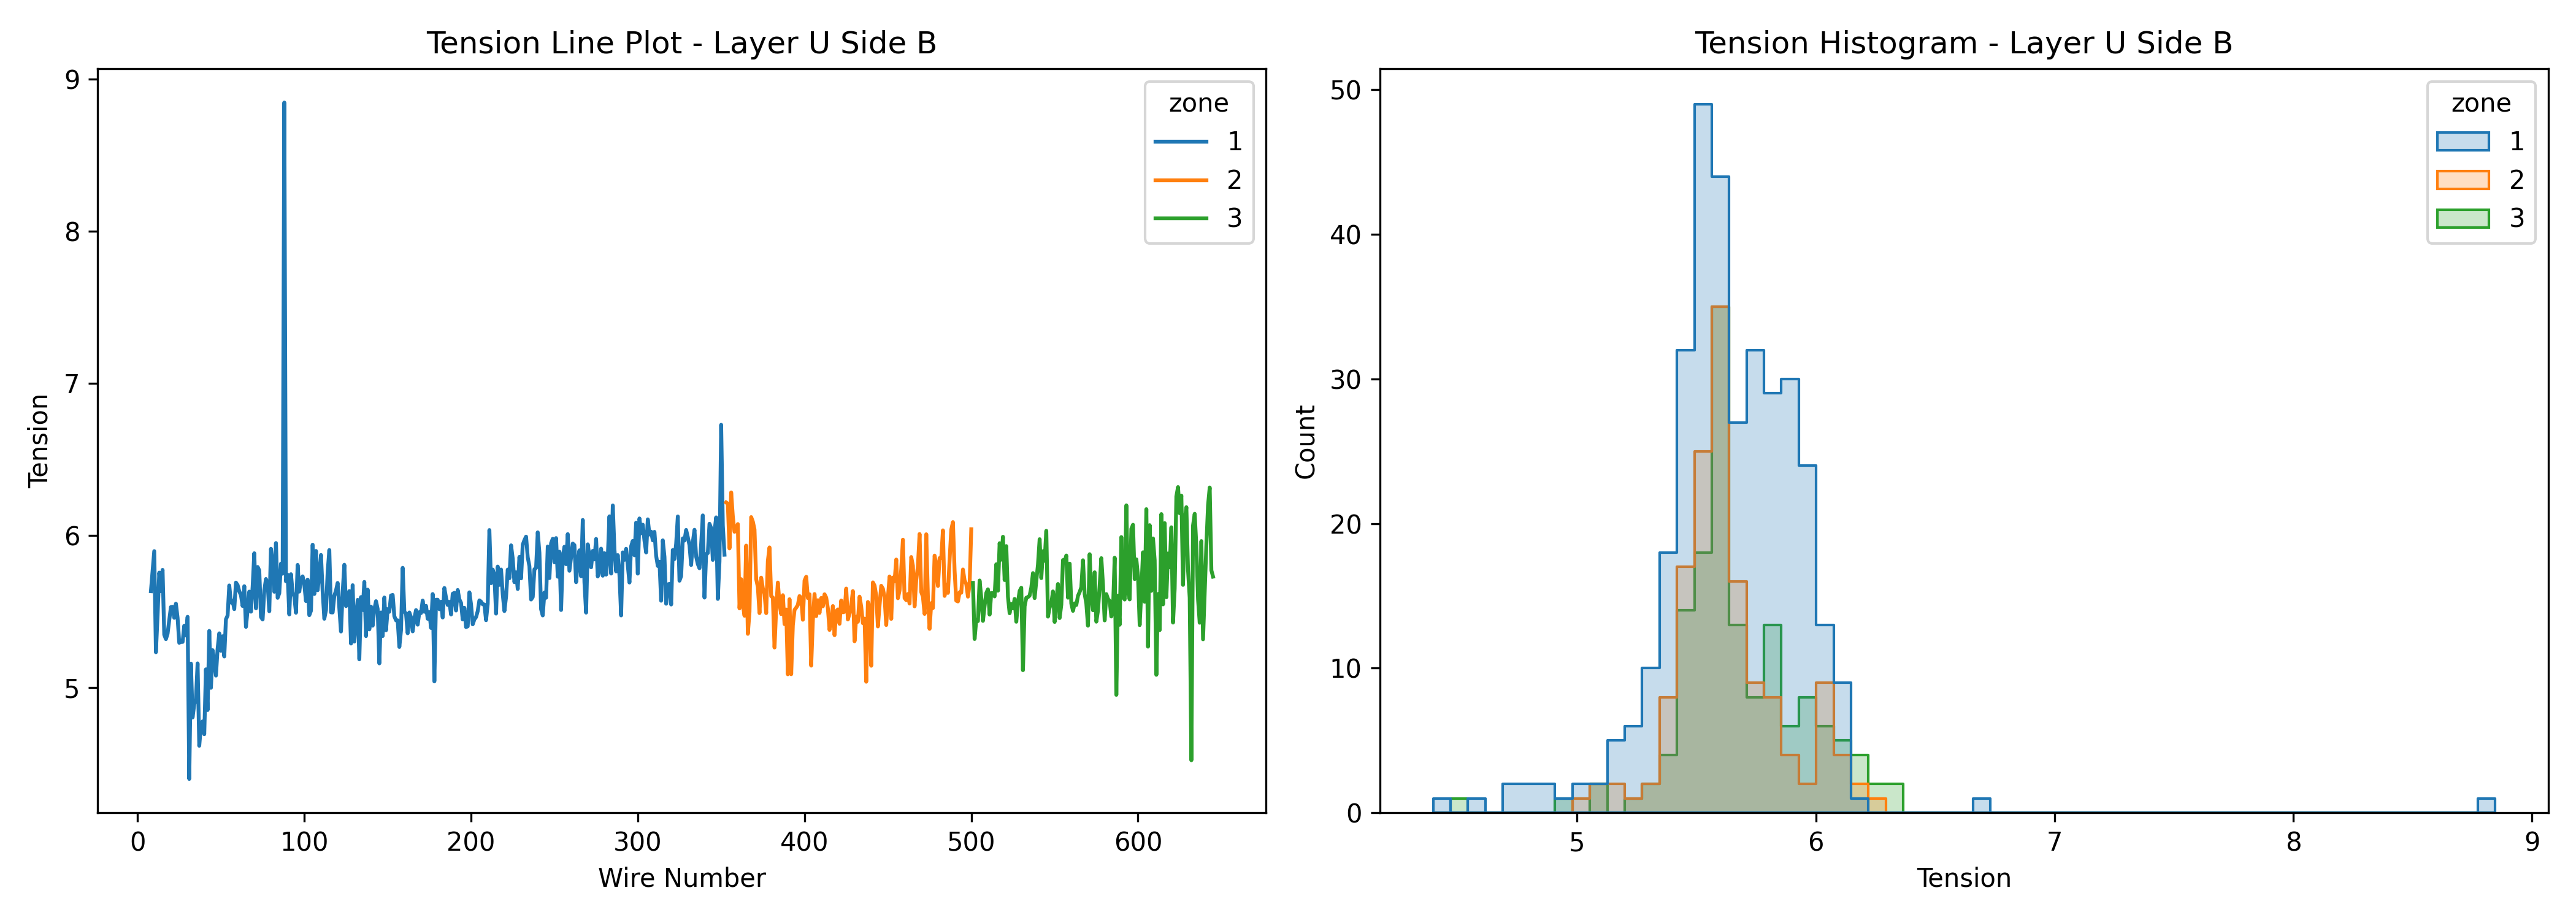 Tension Line Plot - Layer U Side B
9
8
7
6
5
Tension
0 100 200 300 400 500 600
Wire Number
zone
1
2
3
Tension Histogram - Layer U Side B
50
40
30
20
10
0
Count
5 6 7 8 9
Tension
zone
1
2
3